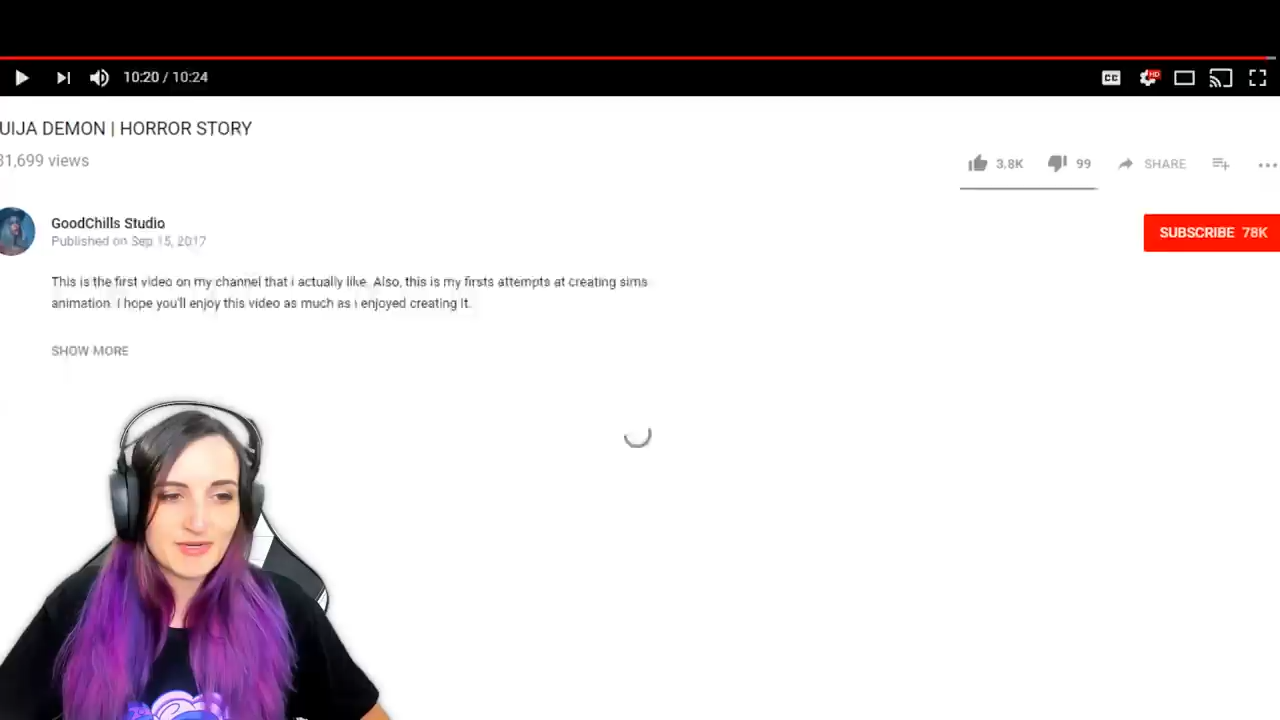 10:20 / 10:24
CC
HD
UIJA DEMON | HORROR STORY
31,699 views
3.8K
99
SHARE
GoodChills Studio
Published on Sep 15, 2017
SUBSCRIBE 78K
This is the first video on my channel that i actually like. Also, this is my firsts attempts at creating sims
animation. I hope you'll enjoy this video as much as i enjoyed creating it.
SHOW MORE